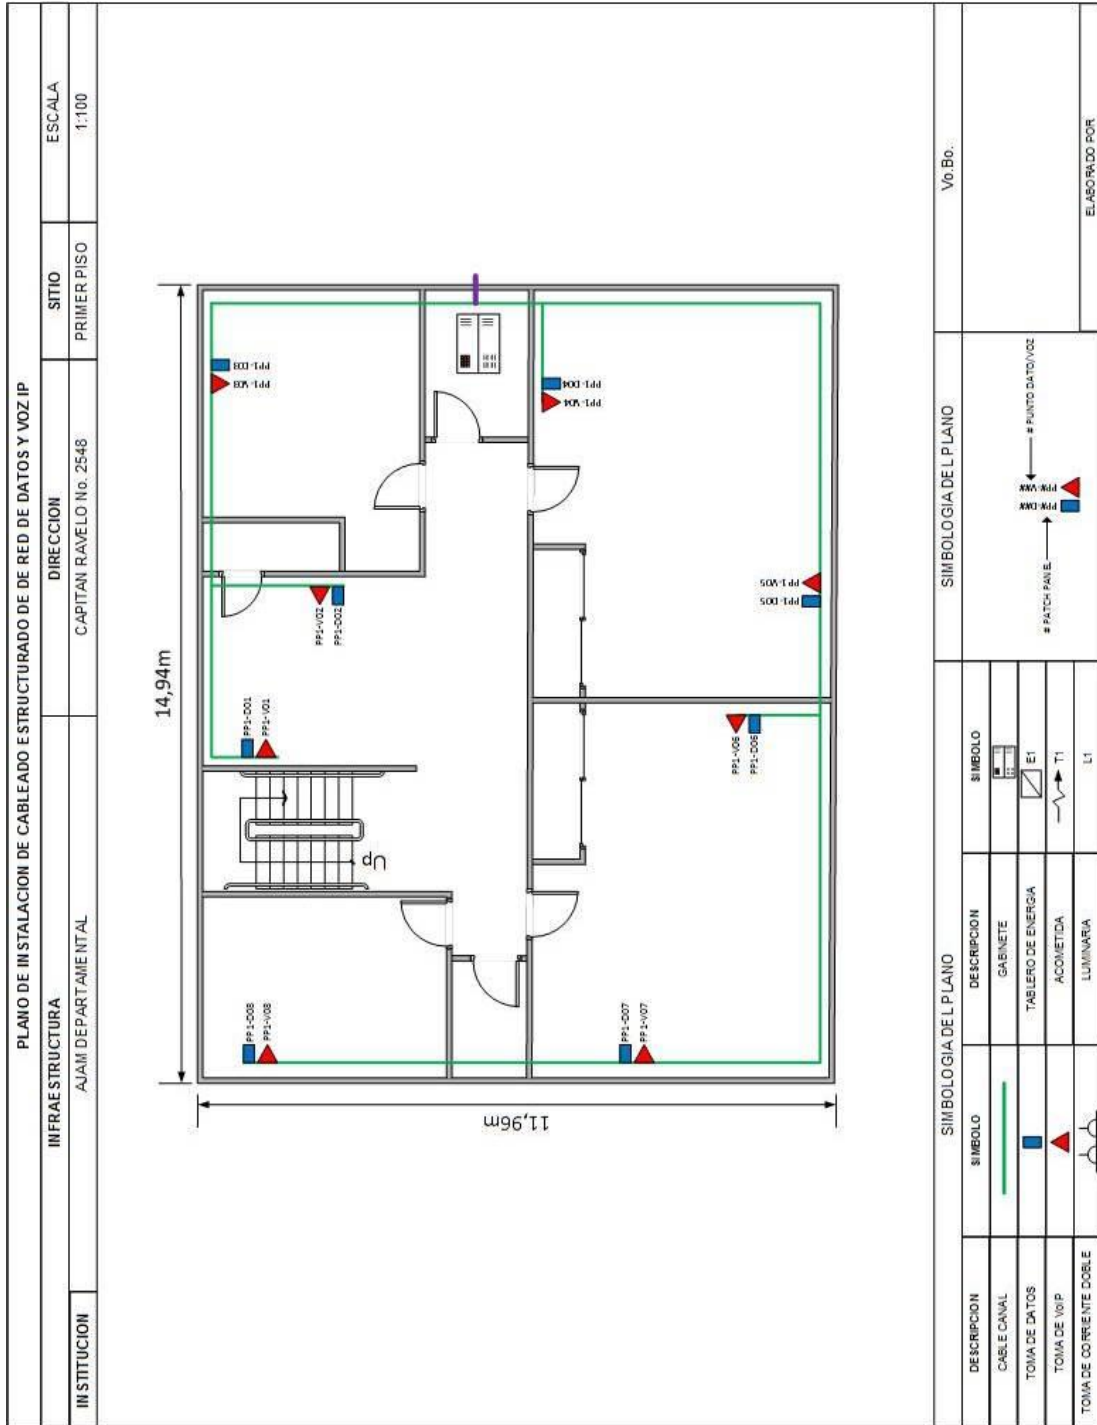 PLANO DE INSTALACION DE CABLEADO ESTRUCTURADO DE DE RED DE DATOS Y VOZ IP
INSTITUCION
INFRAESTRUCTURA
DIRECCION
SITIO
ESCALA
AJAM DEPARTAMENTAL
CAPITAN RAVELO No. 2548
PRIMER PISO
1:100
14,94m
11,96m
PP1-D08
PP1-V08
Up
PP1-D01
PP1-V01
PP1-V02
PP1-D02
PP1-V03
PP1-D03
PP1-V04
PP1-D04
PP1-D05
PP1-V05
PP1-V06
PP1-D06
PP1-D07
PP1-V07
SIMBOLOGIA DEL PLANO
SIMBOLOGIA DEL PLANO
Vo.Bo.
DESCRIPCION
SIMBOLO
DESCRIPCION
SIMBOLO
CABLE CANAL
GABINETE
TOMA DE DATOS
TABLERO DE ENERGIA
E1
TOMA DE VoIP
ACOMETIDA
T1
TOMA DE CORRIENTE DOBLE
LUMINARIA
L1
# PATCH PANEL
PP#-D##
PP#-V##
# PUNTO DATO/VOZ
ELABORADO POR